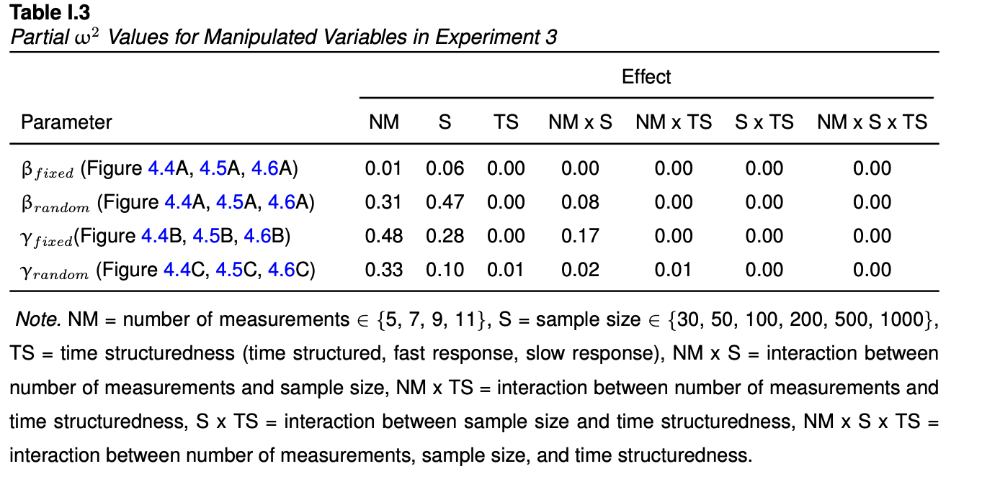 Table I.3
Partial ω² Values for Manipulated Variables in Experiment 3
Effect
Parameter NM S TS NM x S NM x TS S x TS NM x S x TS
β fixed (Figure 4.4A, 4.5A, 4.6A) 0.01 0.06 0.00 0.00 0.00 0.00 0.00
β random (Figure 4.4A, 4.5A, 4.6A) 0.31 0.47 0.00 0.08 0.00 0.00 0.00
γ fixed(Figure 4.4B, 4.5B, 4.6B) 0.48 0.28 0.00 0.17 0.00 0.00 0.00
γ random (Figure 4.4C, 4.5C, 4.6C) 0.33 0.10 0.01 0.02 0.01 0.00 0.00
Note. NM = number of measurements ∈ {5, 7, 9, 11}, S = sample size ∈ {30, 50, 100, 200, 500, 1000},
TS = time structuredness (time structured, fast response, slow response), NM x S = interaction between
number of measurements and sample size, NM x TS = interaction between number of measurements and
time structuredness, S x TS = interaction between sample size and time structuredness, NM x S x TS =
interaction between number of measurements, sample size, and time structuredness.